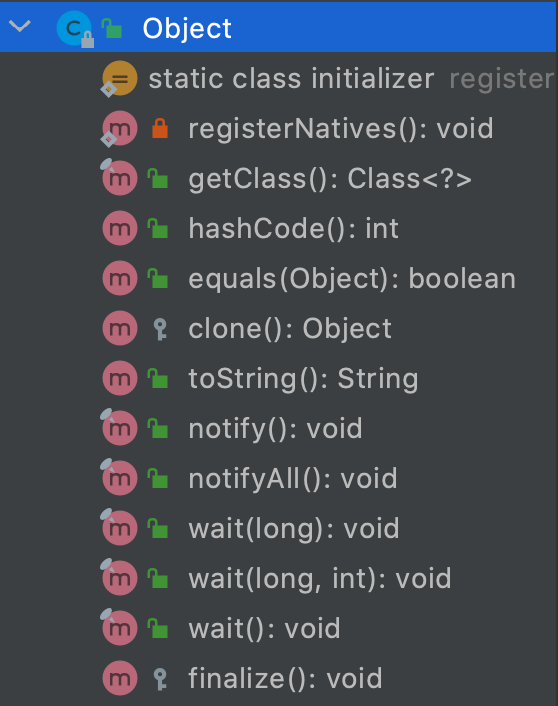 Object
static class initializer register
registerNatives(): void
getClass(): Class<?>
hashCode(): int
equals(Object): boolean
clone(): Object
toString(): String
notify(): void
notifyAll(): void
wait(long): void
wait(long, int): void
wait(): void
finalize(): void